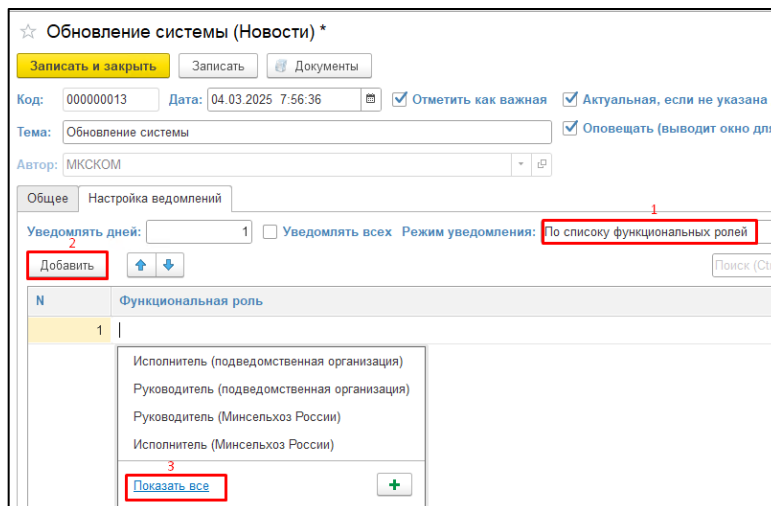 Обновление системы (Новости) *
Записать и закрыть Записать Документы
Код: 000000013 Дата: 04.03.2025 7:56:36 Отметить как важная Актуальная, если не указана
Тема: Обновление системы Оповещать (выводит окно для
Автор: МКСКОМ
Общее Настройка ведомлений
1
Уведомлять дней: 1 Уведомлять всех Режим уведомления: По списоку функциональных ролей
2
Добавить Поиск (Ct
N Функциональная роль
1
Исполнитель (подведомственная организация)
Руководитель (подведомственная организация)
Руководитель (Минсельхоз России)
Исполнитель (Минсельхоз России)
3
Показать все